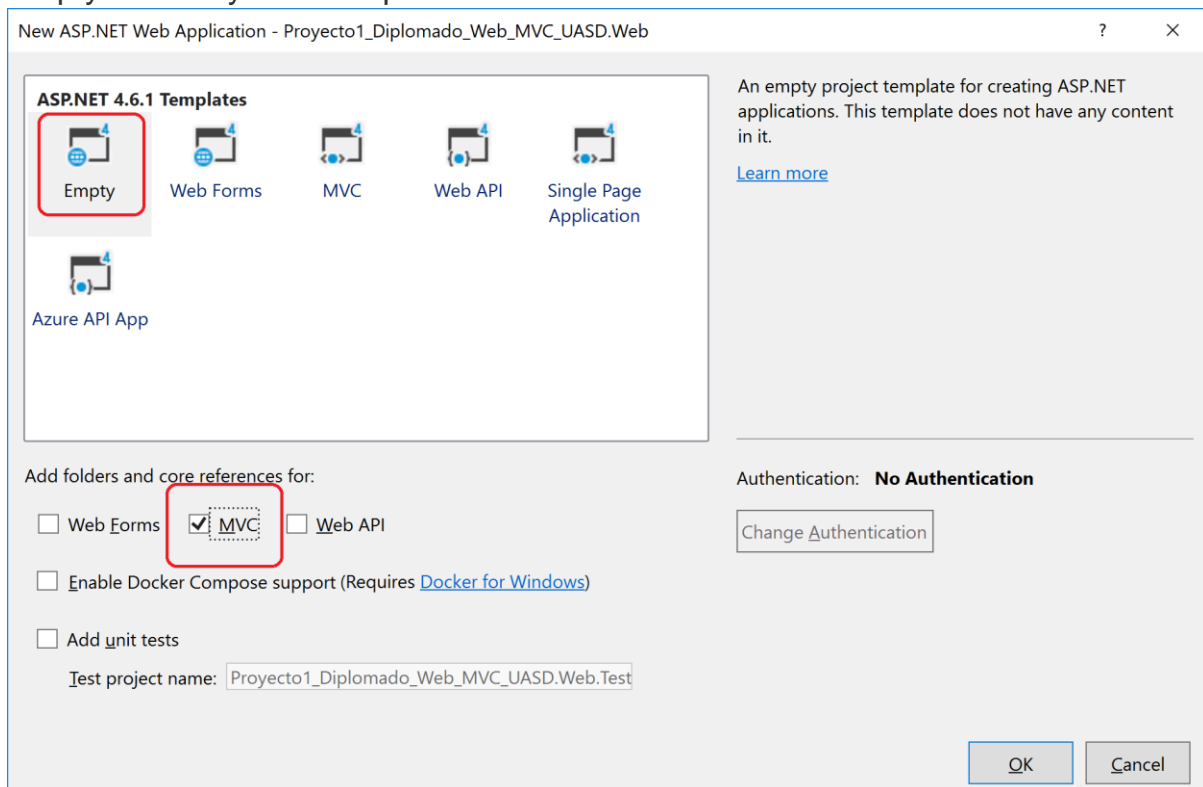 New ASP.NET Web Application - Proyecto1_Diplomado_Web_MVC_UASD.Web ? ×
ASP.NET 4.6.1 Templates
Empty
Web Forms
MVC
Web API
Single Page
Application
Azure API App
An empty project template for creating ASP.NET
applications. This template does not have any content
in it.
Learn more
Add folders and core references for:
Web Forms MVC Web API
Enable Docker Compose support (Requires Docker for Windows)
Add unit tests
Test project name: Proyecto1_Diplomado_Web_MVC_UASD.Web.Test
Authentication: No Authentication
Change Authentication
OK Cancel